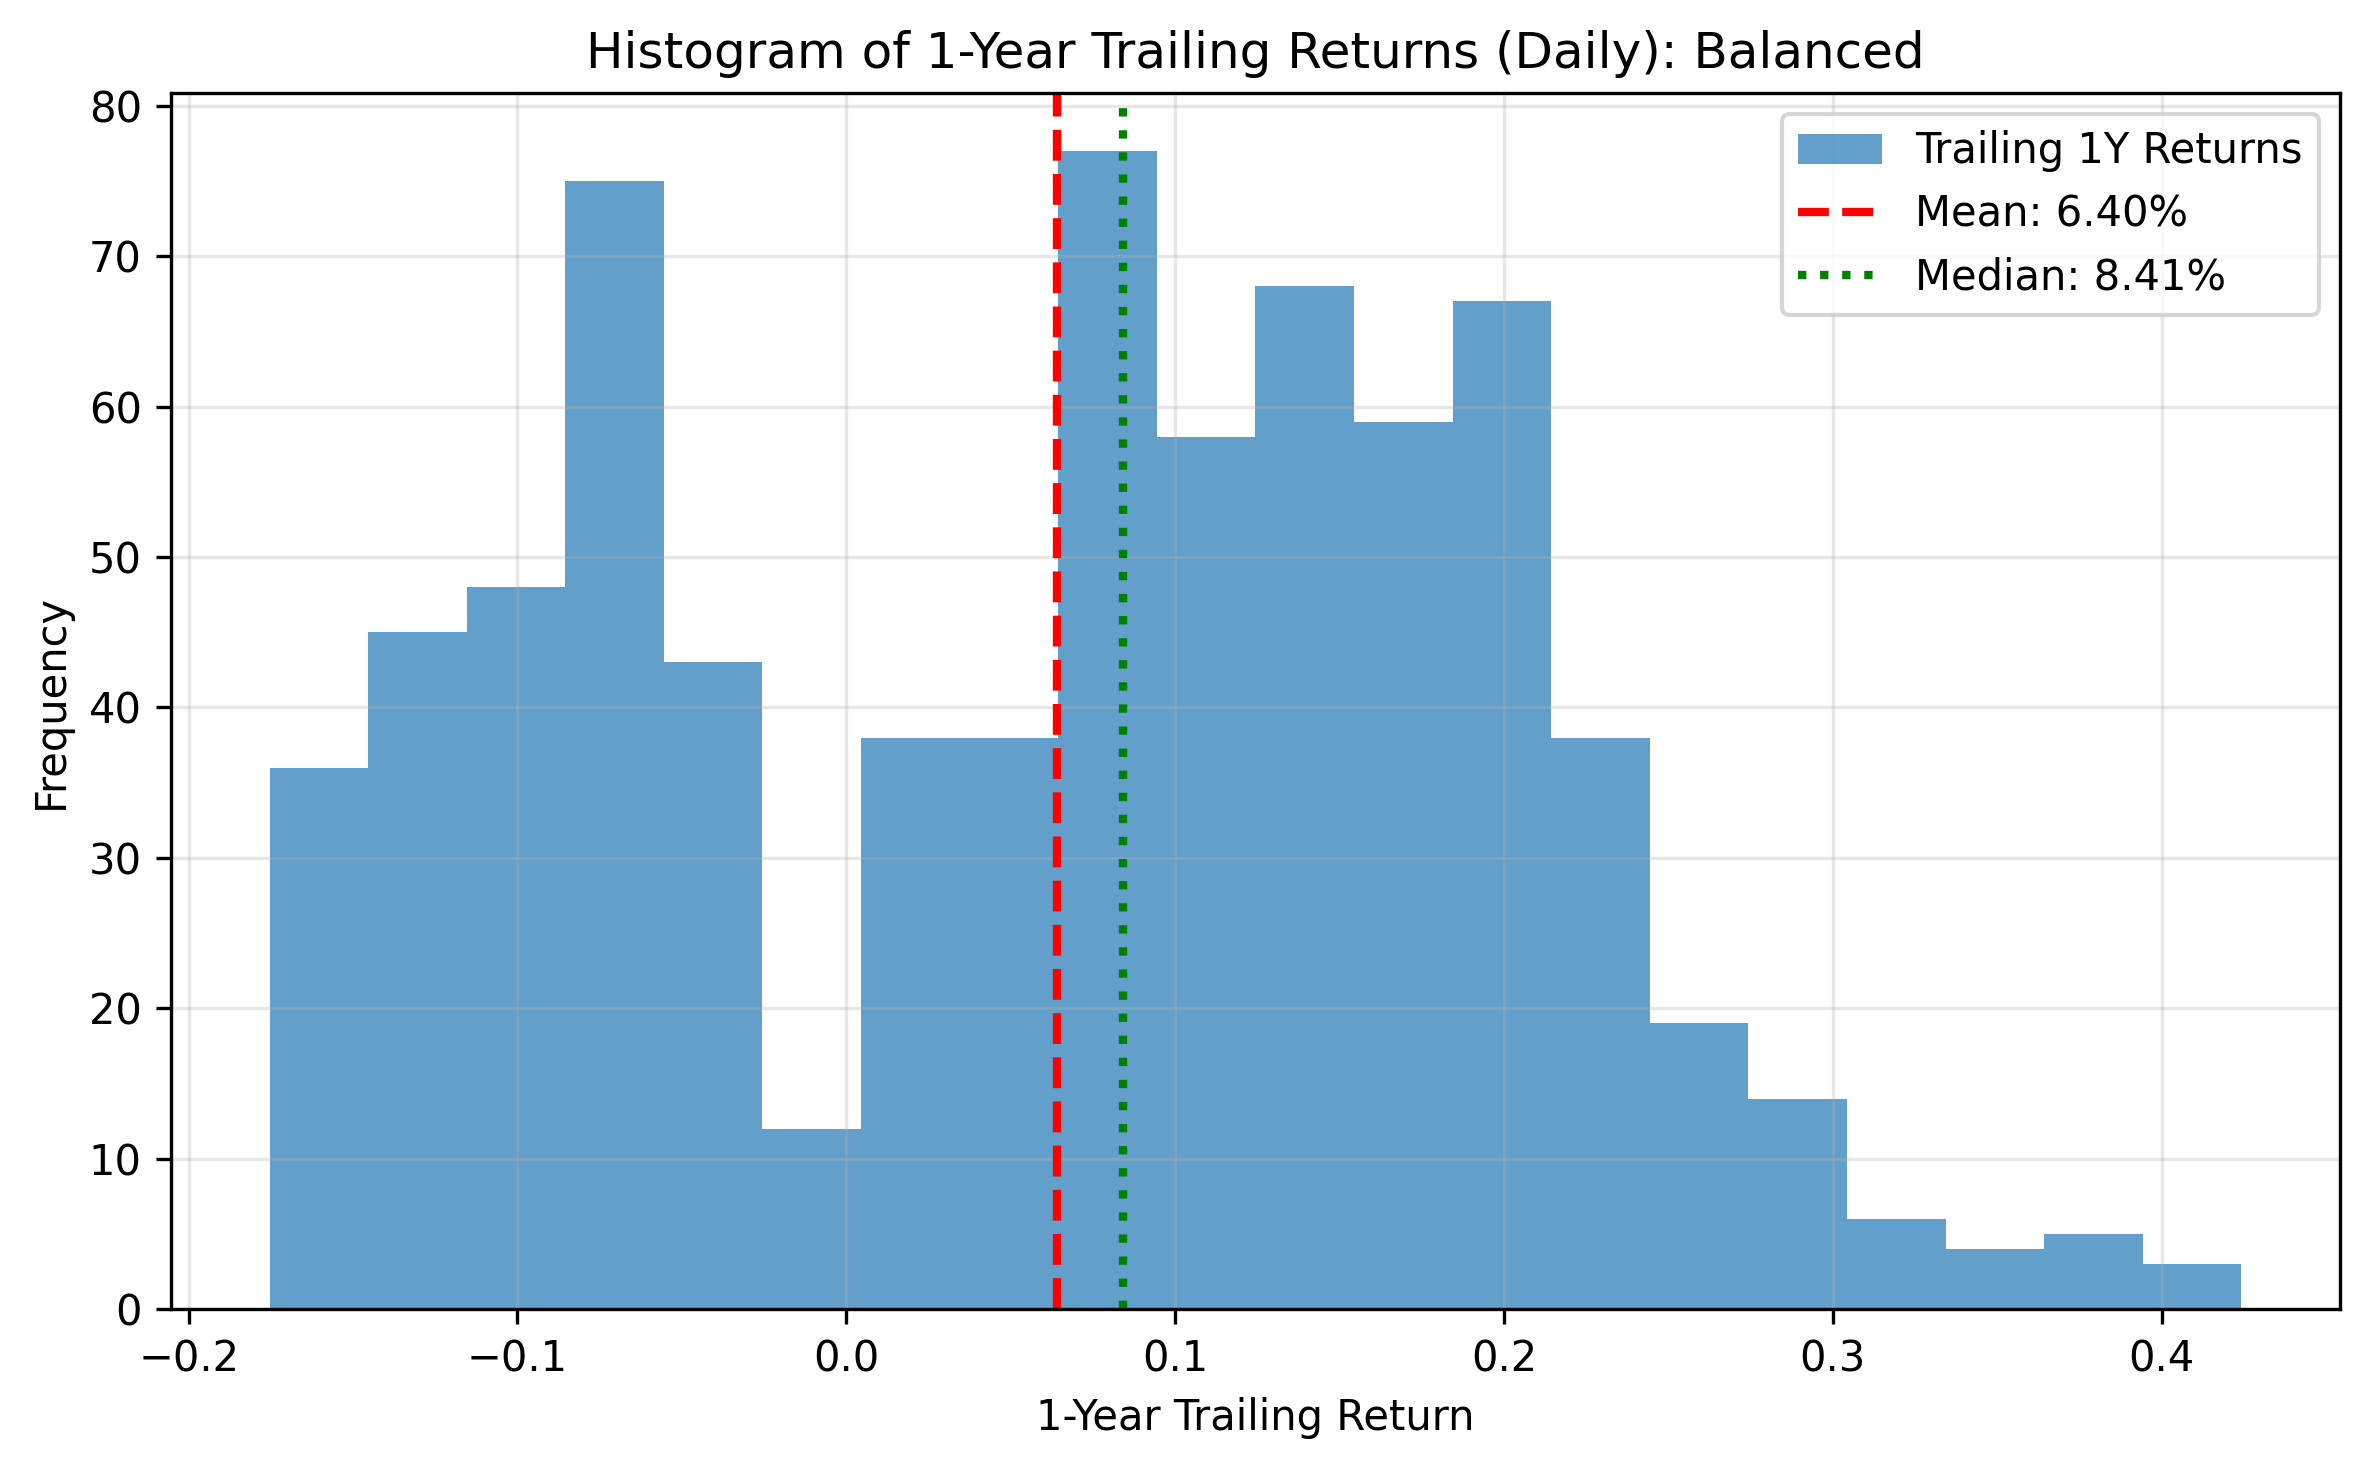 Histogram of 1-Year Trailing Returns (Daily): Balanced
80
70
60
50
40
30
20
10
0
Frequency
Trailing 1Y Returns
Mean: 6.40%
Median: 8.41%
−0.2 −0.1 0.0 0.1 0.2 0.3 0.4
1-Year Trailing Return